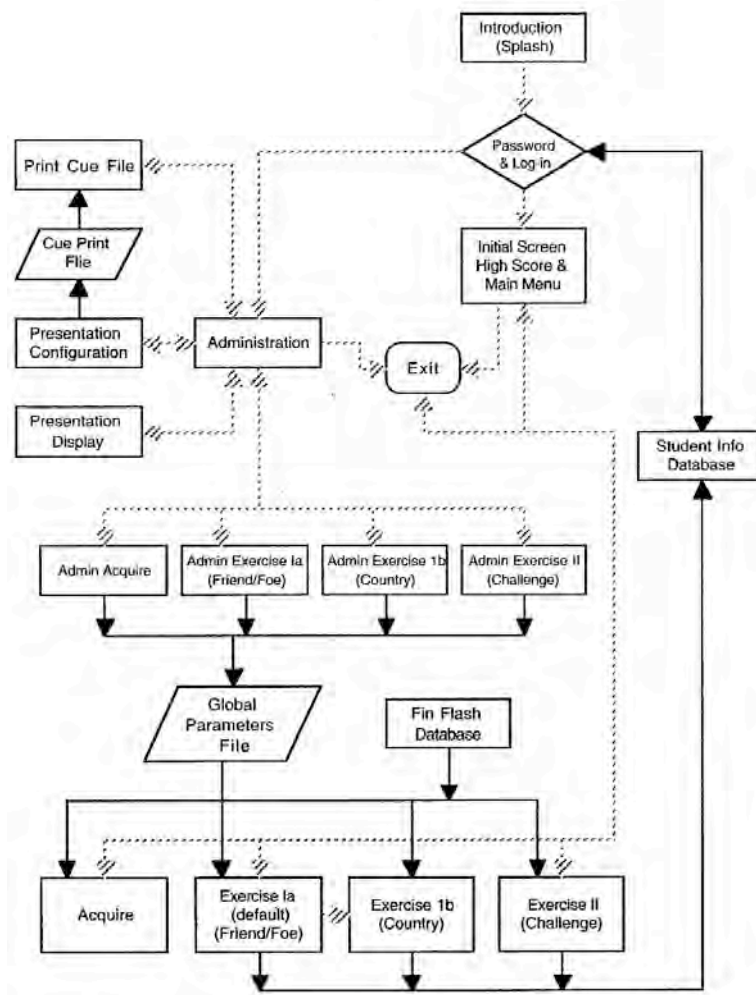 Introduction
(Splash)
Password
& Log-in
Print Cue File
Cue Print
File
Initial Screen
High Score &
Main Menu
Presentation
Configuration
Administration
Exit
Presentation
Display
Student Info
Database
Admin Acquire
Admin Exercise Ia
(Friend/Foe)
Admin Exercise 1b
(Country)
Admin Exercise II
(Challenge)
Global
Parameters
File
Fin Flash
Database
Acquire
Exercise Ia
(default)
(Friend/Foe)
Exercise 1b
(Country)
Exercise II
(Challenge)